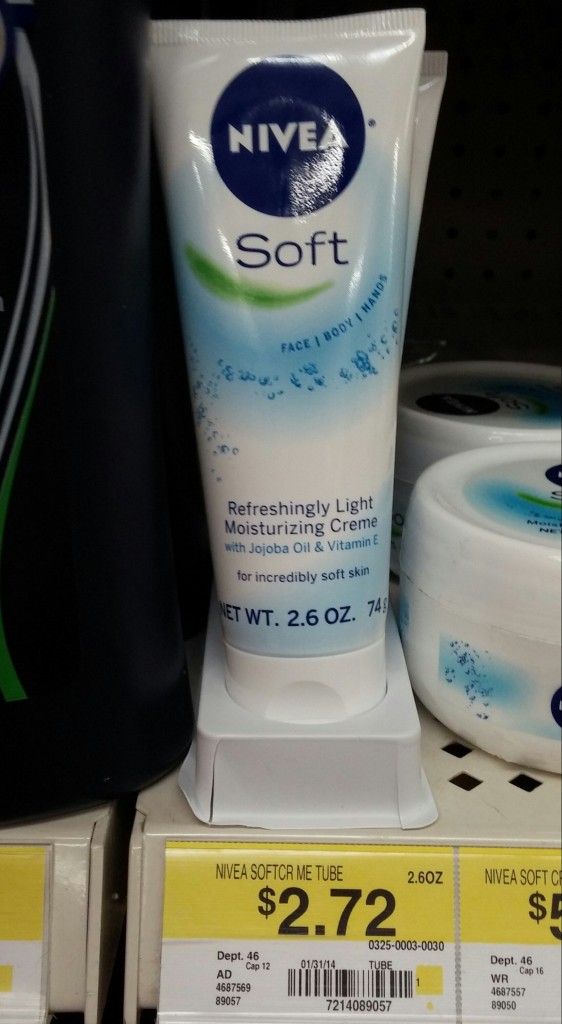 NIVEA
Soft
FACE | BODY | HANDS
Refreshingly Light
Moisturizing Creme
with Jojoba Oil & Vitamin E
for incredibly soft skin
NET WT. 2.6 OZ. 74g
NIVEA SOFTCR ME TUBE 2.6OZ
$2.72
0325-0003-0030
Dept. 46 Cap 12
01/31/14 TUBE
AD
4687569
89057
7214089057
1
NIVEA SOFT
$5
Dept. 46 Cap 16
WR
4687557
89050